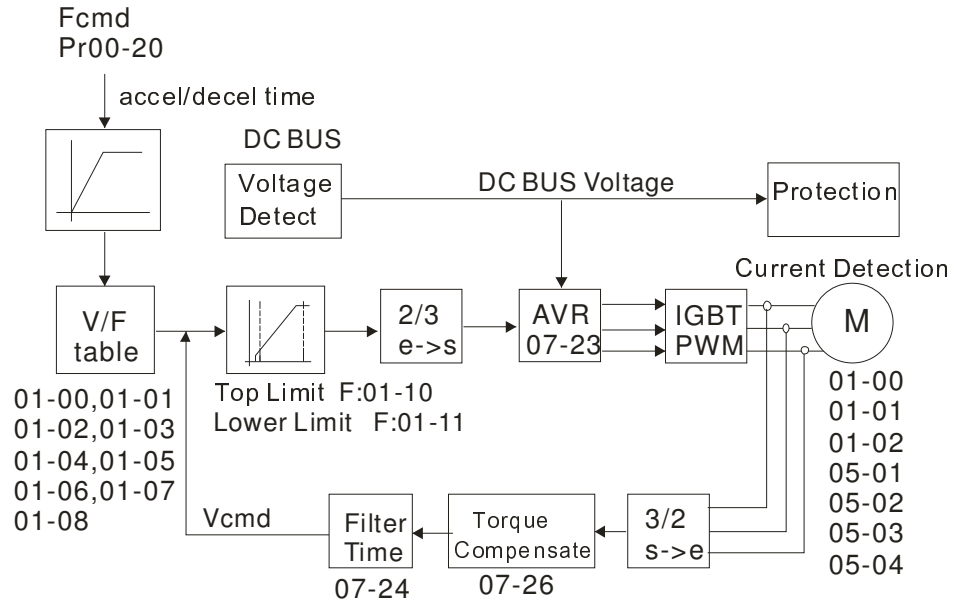 Fcmd
Pr00-20
accel/decel time
DC BUS
Voltage
Detect
DC BUS Voltage
Protection
Current Detection
V/F
table
2/3
e->s
AVR
07-23
IGBT
PWM
M
Top Limit F:01-10
Lower Limit F:01-11
01-00,01-01
01-02,01-03
01-04,01-05
01-06,01-07
01-08
01-00
01-01
01-02
05-01
05-02
05-03
05-04
Vcmd
Filter
Time
07-24
Torque
Compensate
07-26
3/2
s->e